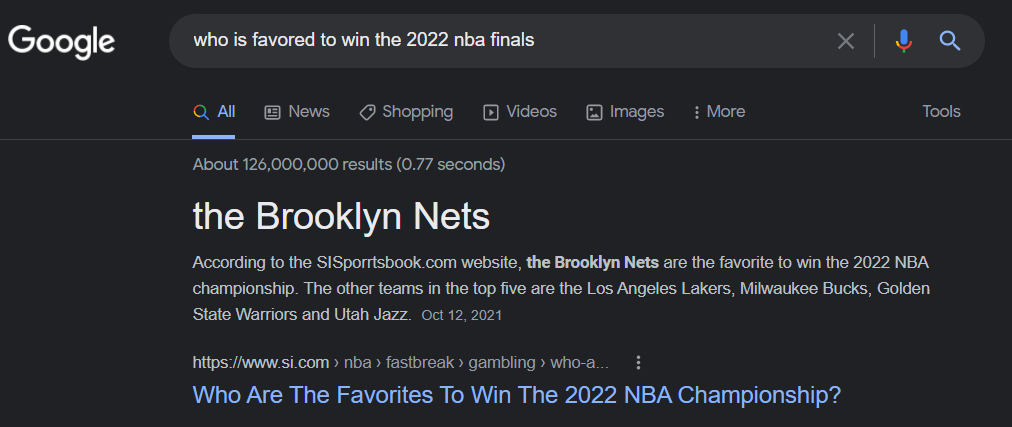 Google
who is favored to win the 2022 nba finals
All News Shopping Videos Images More Tools
About 126,000,000 results (0.77 seconds)
the Brooklyn Nets
According to the SISporrtsbook.com website, the Brooklyn Nets are the favorite to win the 2022 NBA
championship. The other teams in the top five are the Los Angeles Lakers, Milwaukee Bucks, Golden
State Warriors and Utah Jazz. Oct 12, 2021
https://www.si.com › nba › fastbreak › gambling › who-a...
Who Are The Favorites To Win The 2022 NBA Championship?